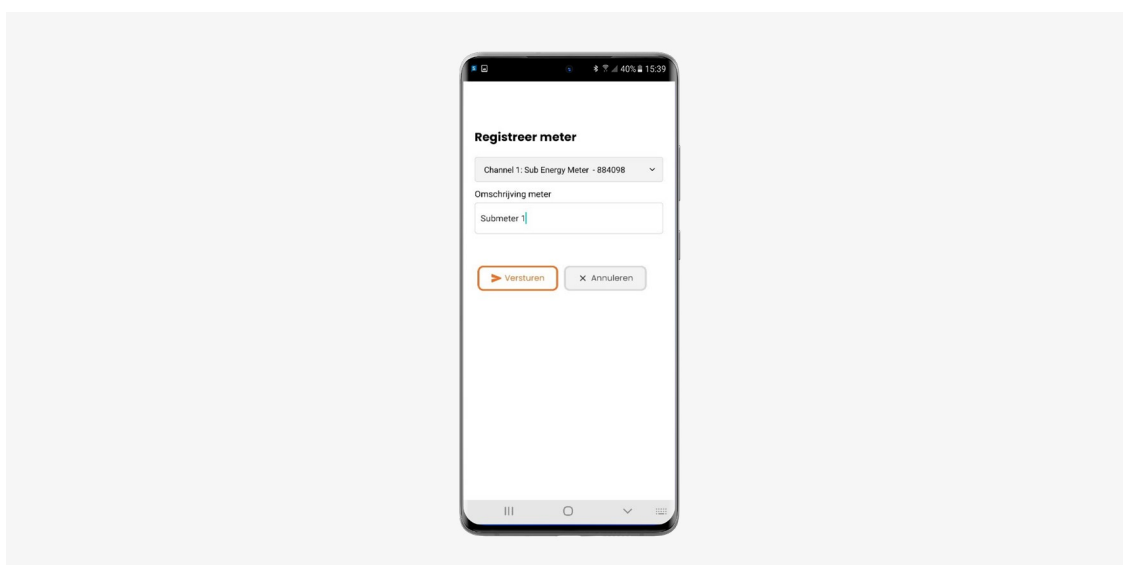 40% 15:39
Registreer meter
Channel 1: Sub Energy Meter - 884098
Omschrijving meter
Submeter 1
Versturen
Annuleren